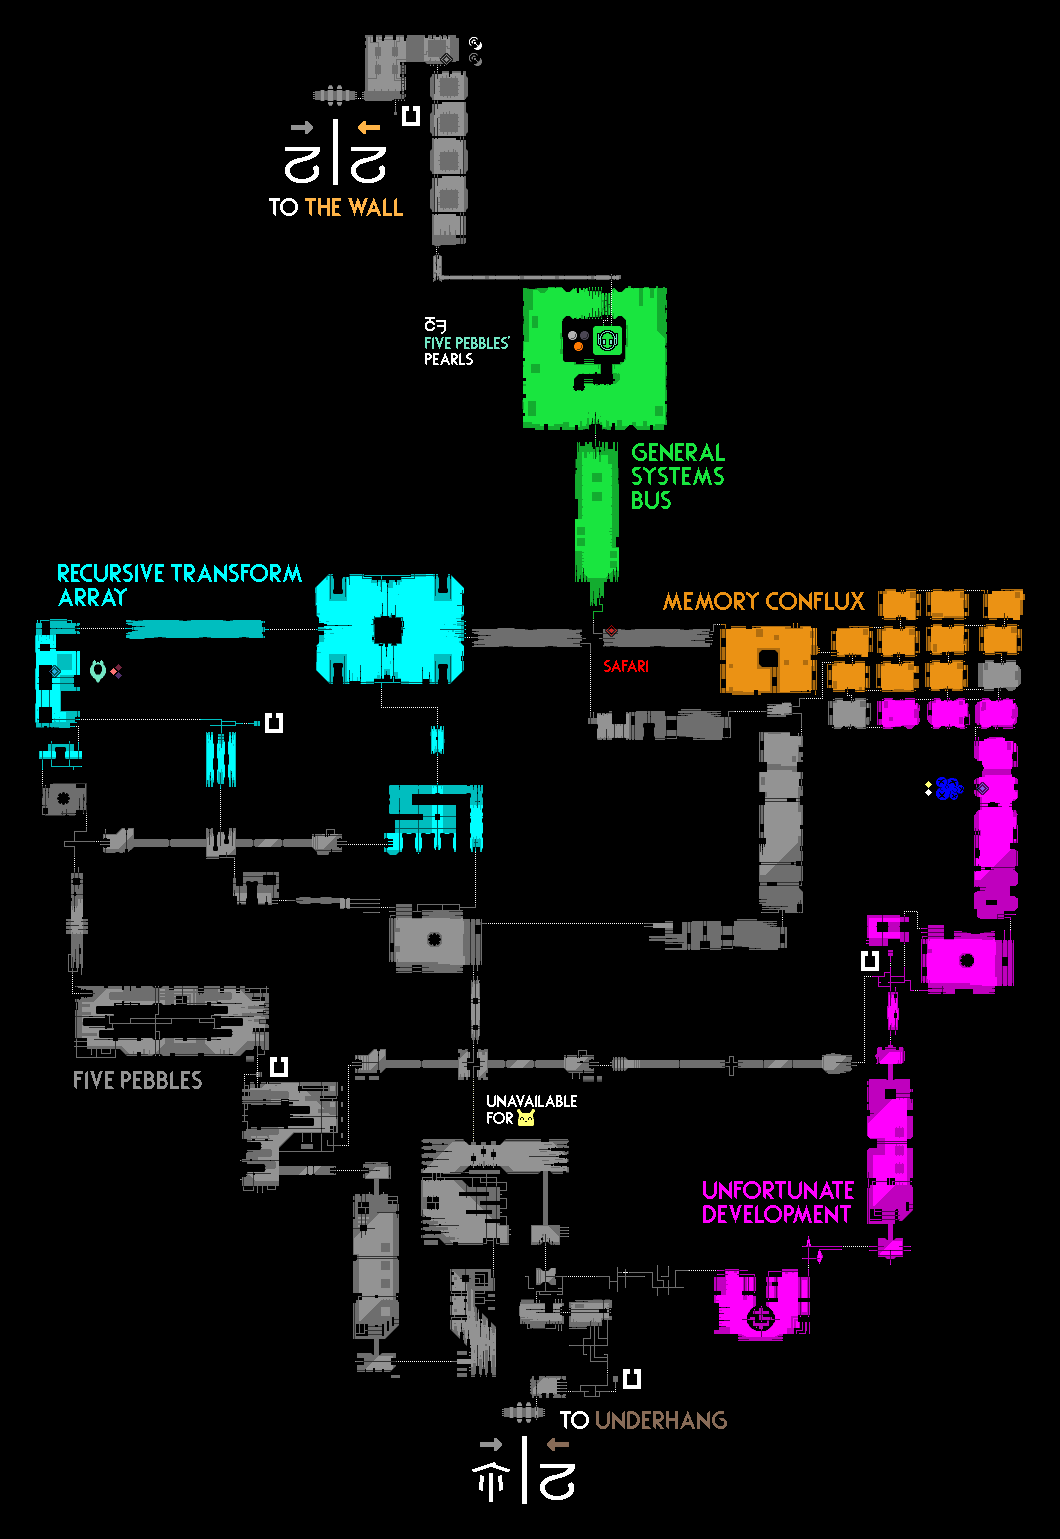 TO THE WALL
FIVE PEBBLES'
PEARLS
GENERAL
SYSTEMS
BUS
RECURSIVE TRANSFORM
ARRAY
MEMORY CONFLUX
SAFARI
FIVE PEBBLES
UNAVAILABLE
FOR
UNFORTUNATE
DEVELOPMENT
TO UNDERHANG